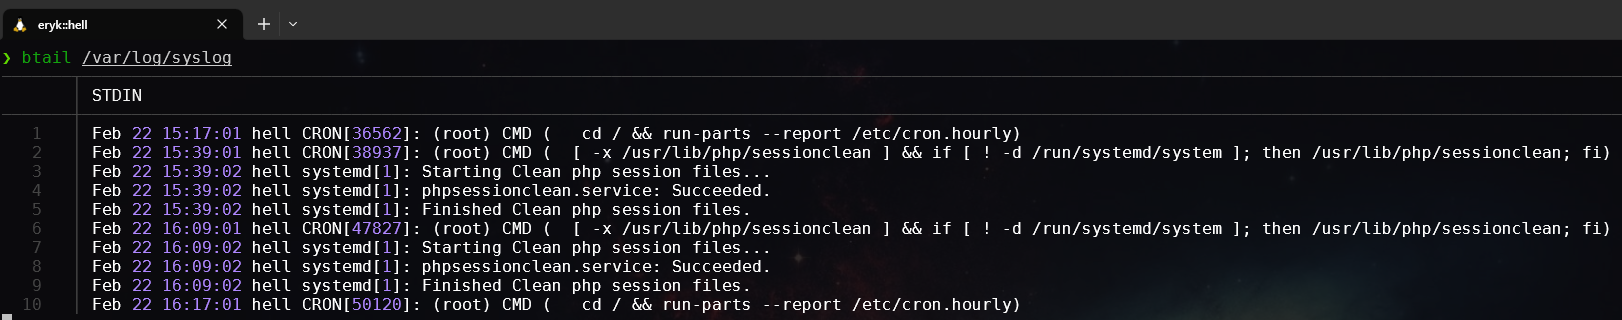 eryk::hell
❯ btail /var/log/syslog
STDIN
1 Feb 22 15:17:01 hell CRON[36562]: (root) CMD (   cd / && run-parts --report /etc/cron.hourly)
2 Feb 22 15:39:01 hell CRON[38937]: (root) CMD (  [ -x /usr/lib/php/sessionclean ] && if [ ! -d /run/systemd/system ]; then /usr/lib/php/sessionclean; fi)
3 Feb 22 15:39:02 hell systemd[1]: Starting Clean php session files...
4 Feb 22 15:39:02 hell systemd[1]: phpsessionclean.service: Succeeded.
5 Feb 22 15:39:02 hell systemd[1]: Finished Clean php session files.
6 Feb 22 16:09:01 hell CRON[47827]: (root) CMD (  [ -x /usr/lib/php/sessionclean ] && if [ ! -d /run/systemd/system ]; then /usr/lib/php/sessionclean; fi)
7 Feb 22 16:09:02 hell systemd[1]: Starting Clean php session files...
8 Feb 22 16:09:02 hell systemd[1]: phpsessionclean.service: Succeeded.
9 Feb 22 16:09:02 hell systemd[1]: Finished Clean php session files.
10 Feb 22 16:17:01 hell CRON[50120]: (root) CMD (   cd / && run-parts --report /etc/cron.hourly)